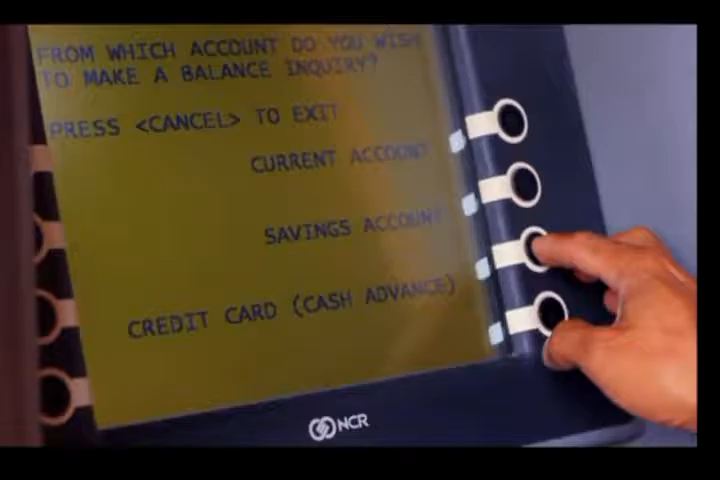 FROM WHICH ACCOUNT DO YOU WISH
TO MAKE A BALANCE INQUIRY?
PRESS <CANCEL> TO EXIT
CURRENT ACCOUNT
SAVINGS ACCOUNT
CREDIT CARD (CASH ADVANCE)
NCR